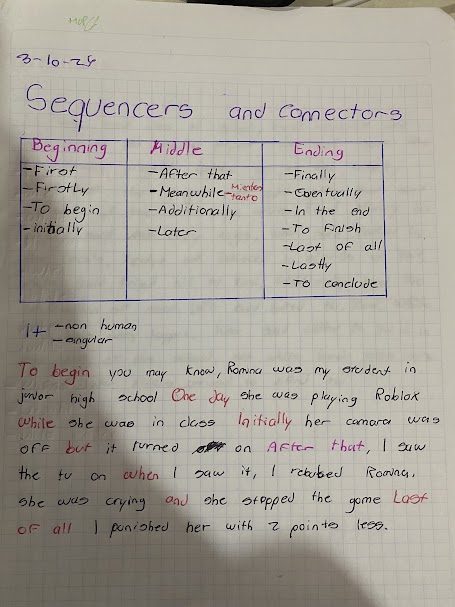 3-10-25
Sequencers and connectors
Beginning
-First
-Firstly
-To begin
-initially
Middle
-After that
-Meanwhile-Mientras tanto
-Additionally
-Later
Ending
-Finally
-Eventually
-In the end
-To Finish
-Last of all
-Lastly
-To conclude
It -non human
-singular
To begin you may know, Romina was my student in
junior high school One day she was playing Roblox
while she was in class Initially her camara was
off but it turned on After that, I saw
the tv on when I saw it, I Romina,
she was crying and she stopped the game Last
of all I punished her with 2 points less.